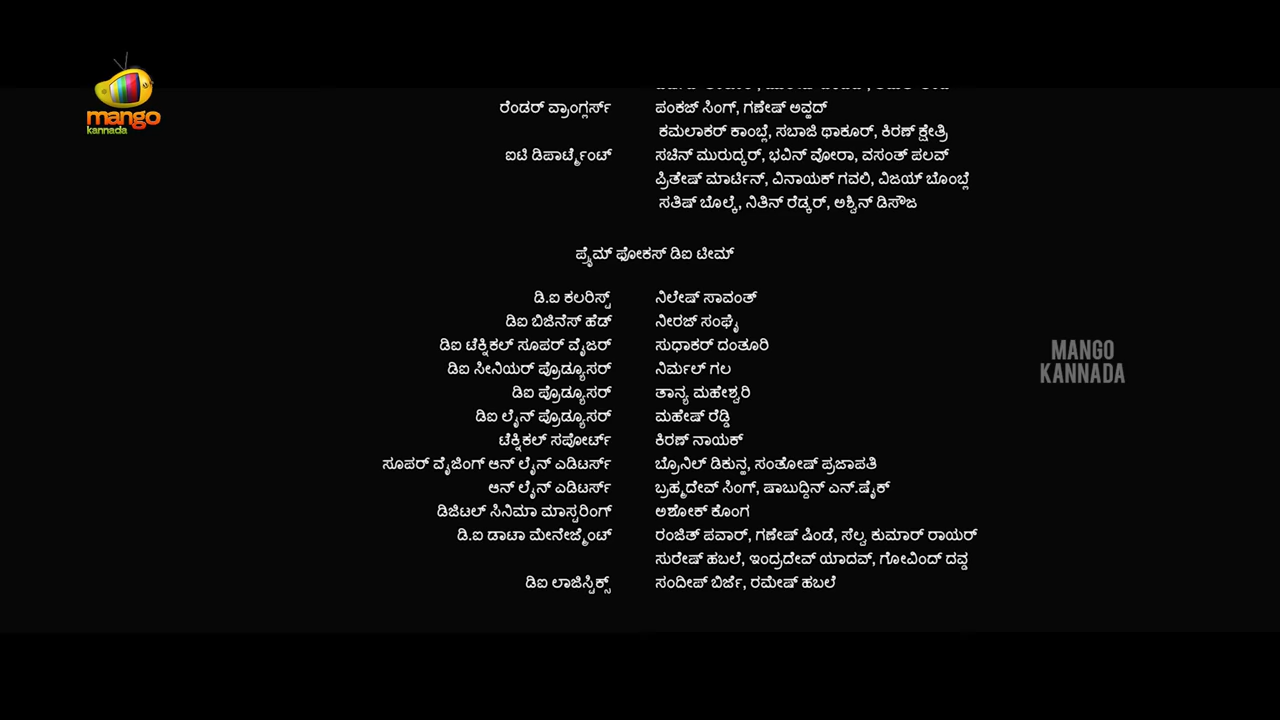 mango
kannada
ರೆಂಡರ್ ವ್ರಾಂಗ್ಲರ್ಸ್ ಪಂಕಜ್ ಸಿಂಗ್, ಗಣೇಷ್ ಅವ್ಹದ್
ಕಮಲಾಕರ್ ಕಾಂಬ್ಲೆ, ಸಬಾಜಿ ಥಾಕೂರ್, ಕಿರಣ್ ಕ್ಷೇತ್ರಿ
ಐಟಿ ಡಿಪಾರ್ಟ್ಮೆಂಟ್ ಸಚಿನ್ ಮುರುದ್ಕರ್, ಭವಿನ್ ವೋರಾ, ವಸಂತ್ ಪಲವ್
ಪ್ರಿತೇಷ್ ಮಾರ್ಟಿನ್, ವಿನಾಯಕ್ ಗವಲಿ, ವಿಜಯ್ ಬೊಂಬ್ಲೆ
ಸತಿಷ್ ಬೊಲ್ಕೆ, ನಿತಿನ್ ರೆಡ್ಕರ್, ಅಶ್ವಿನ್ ಡಿಸೌಜ
ಪ್ರೈಮ್ ಫೋಕಸ್ ಡಿಐ ಟೀಮ್
ಡಿ.ಐ ಕಲರಿಸ್ಟ್ ನಿಲೇಷ್ ಸಾವಂತ್
ಡಿಐ ಬಿಜಿನೆಸ್ ಹೆಡ್ ನೀರಜ್ ಸಂಘೈ
ಡಿಐ ಟೆಕ್ನಿಕಲ್ ಸೂಪರ್ ವೈಜರ್ ಸುಧಾಕರ್ ದಂತೂರಿ
ಡಿಐ ಸೀನಿಯರ್ ಪ್ರೊಡ್ಯೂಸರ್ ನಿರ್ಮಲ್ ಗಲ
ಡಿಐ ಪ್ರೊಡ್ಯೂಸರ್ ತಾನ್ಯ ಮಹೇಶ್ವರಿ
ಡಿಐ ಲೈನ್ ಪ್ರೊಡ್ಯೂಸರ್ ಮಹೇಷ್ ರೆಡ್ಡಿ
ಟೆಕ್ನಿಕಲ್ ಸಪೋರ್ಟ್ ಕಿರಣ್ ನಾಯಕ್
ಸೂಪರ್ ವೈಜಿಂಗ್ ಆನ್ ಲೈನ್ ಎಡಿಟರ್ಸ್ ಬ್ರೊನಿಲ್ ಡಿಕುನ್ಹ, ಸಂತೋಷ್ ಪ್ರಜಾಪತಿ
ಆನ್ ಲೈನ್ ಎಡಿಟರ್ಸ್ ಬ್ರಹ್ಮದೇವ್ ಸಿಂಗ್, ಷಾಬುದ್ದಿನ್ ಎನ್.ಷೈಕ್
ಡಿಜಿಟಲ್ ಸಿನಿಮಾ ಮಾಸ್ಟರಿಂಗ್ ಅಶೋಕ್ ಕೊಂಗ
ಡಿ.ಐ ಡಾಟಾ ಮೇನೇಜ್ಮೆಂಟ್ ರಂಜಿತ್ ಪವಾರ್, ಗಣೇಷ್ ಷಿಂಡೆ, ಸೆಲ್ವ ಕುಮಾರ್ ರಾಯರ್
ಸುರೇಷ್ ಹಬಲೆ, ಇಂದ್ರದೇವ್ ಯಾದವ್, ಗೋವಿಂದ್ ದವ್ಡ
ಡಿಐ ಲಾಜಿಸ್ಟಿಕ್ಸ್ ಸಂದೀಪ್ ಬಿರ್ಜೆ, ರಮೇಷ್ ಹಬಲೆ
MANGO
KANNADA